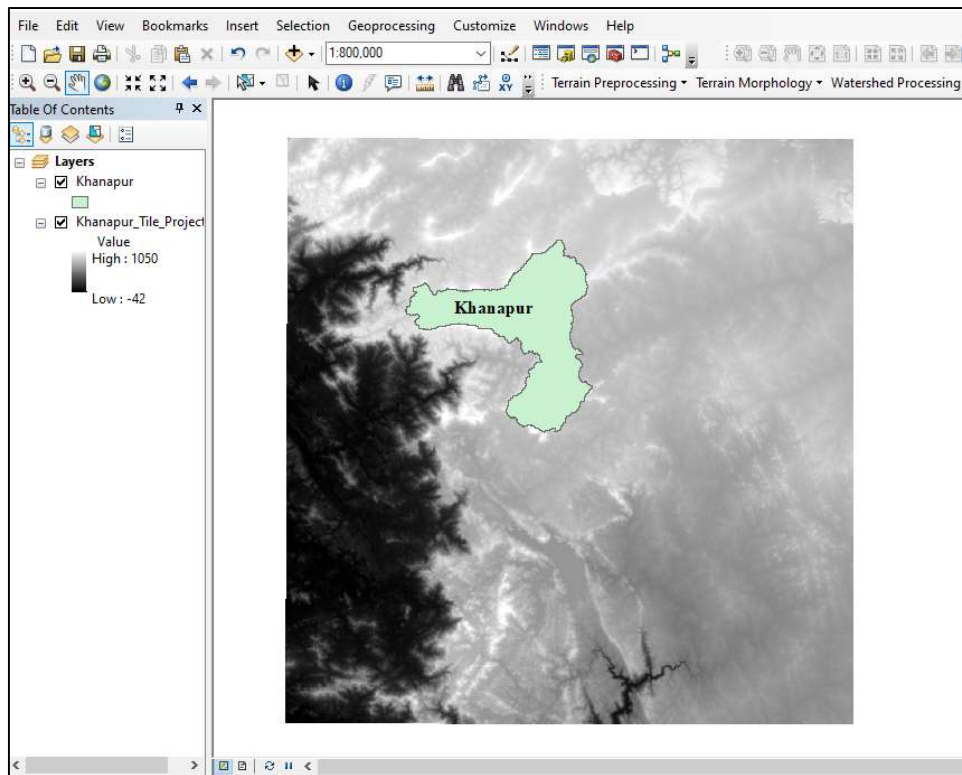 File Edit View Bookmarks Insert Selection Geoprocessing Customize Windows Help
1:800,000
XY Terrain Preprocessing Terrain Morphology Watershed Processing
Table Of Contents
Layers
Khanapur
Khanapur_Tile_Project
Value
High : 1050
Low : -42
Khanapur